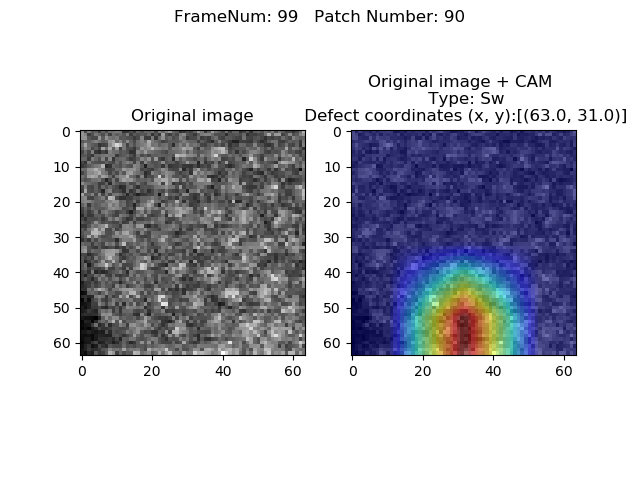 FrameNum: 99   Patch Number: 90
Original image
Original image + CAM
Type: Sw
Defect coordinates (x, y):[(63.0, 31.0)]
0
10
20
30
40
50
60
0 20 40 60
0
10
20
30
40
50
60
0 20 40 60